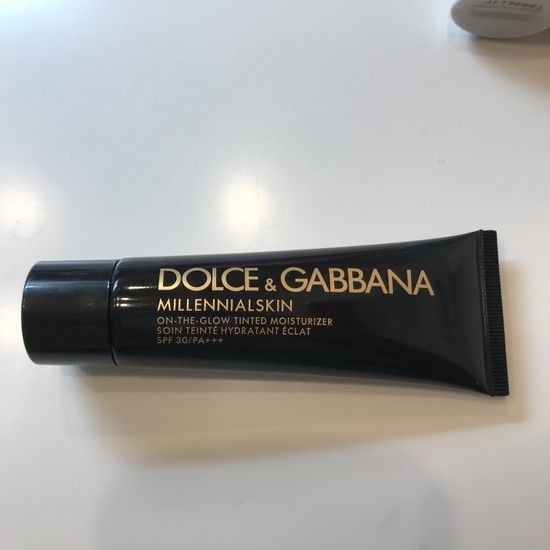 DOLCE & GABBANA
MILLENNIALSKIN
ON-THE-GLOW TINTED MOISTURIZER
SOIN TEINTÉ HYDRATANT ÉCLAT
SPF 30/PA+++